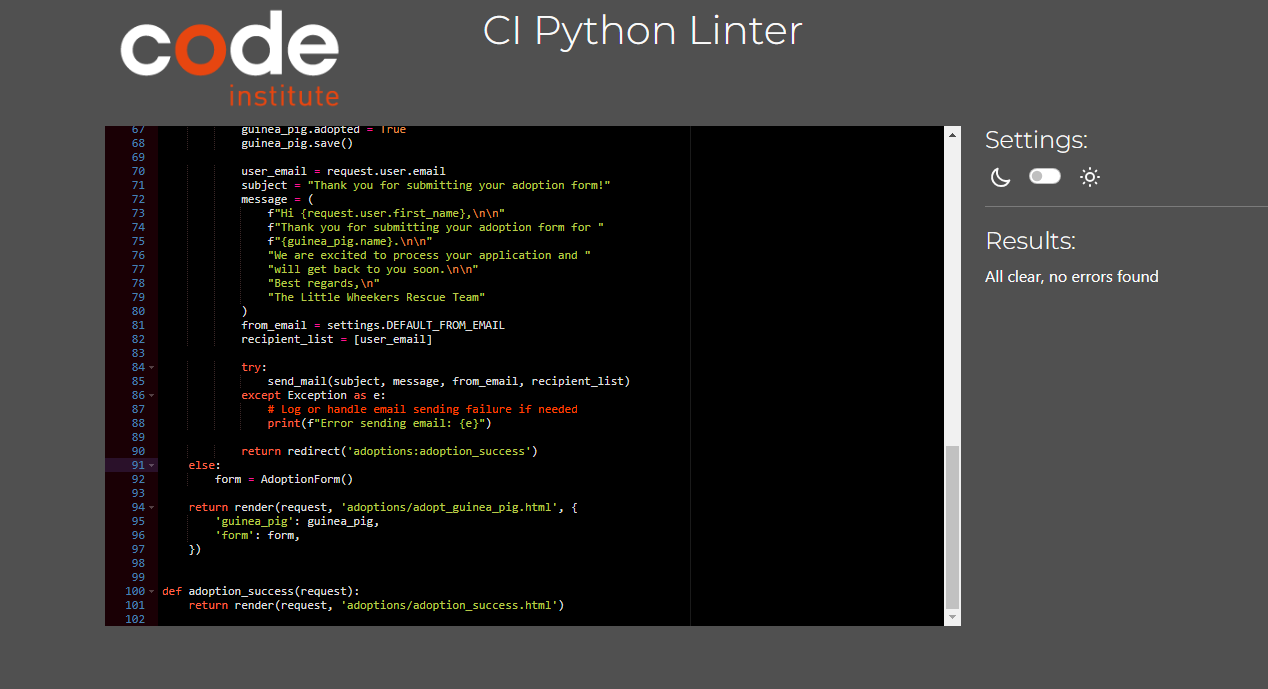 code
institute
CI Python Linter
67 guinea_pig.adopted = True
68 guinea_pig.save()
69
70 user_email = request.user.email
71 subject = "Thank you for submitting your adoption form!"
72 message = (
73 f"Hi {request.user.first_name},\n\n"
74 f"Thank you for submitting your adoption form for "
75 f"{guinea_pig.name}.\n\n"
76 "We are excited to process your application and "
77 "will get back to you soon.\n\n"
78 "Best regards,\n"
79 "The Little Wheekers Rescue Team"
80 )
81 from_email = settings.DEFAULT_FROM_EMAIL
82 recipient_list = [user_email]
83
84 try:
85 send_mail(subject, message, from_email, recipient_list)
86 except Exception as e:
87 # Log or handle email sending failure if needed
88 print(f"Error sending email: {e}")
89
90 return redirect('adoptions:adoption_success')
91 else:
92 form = AdoptionForm()
93
94 return render(request, 'adoptions/adopt_guinea_pig.html', {
95 'guinea_pig': guinea_pig,
96 'form': form,
97 })
98
99
100 def adoption_success(request):
101 return render(request, 'adoptions/adoption_success.html')
102
Settings:
Results:
All clear, no errors found